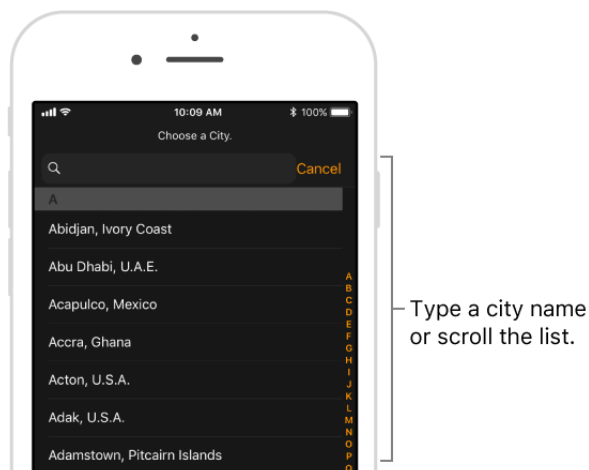 10:09 AM 100%
Choose a City.
Cancel
A
Abidjan, Ivory Coast
Abu Dhabi, U.A.E.
Acapulco, Mexico
Accra, Ghana
Acton, U.S.A.
Adak, U.S.A.
Adamstown, Pitcairn Islands
A
B
C
D
E
F
G
H
I
J
K
L
M
N
O
P
Q
Type a city name
or scroll the list.